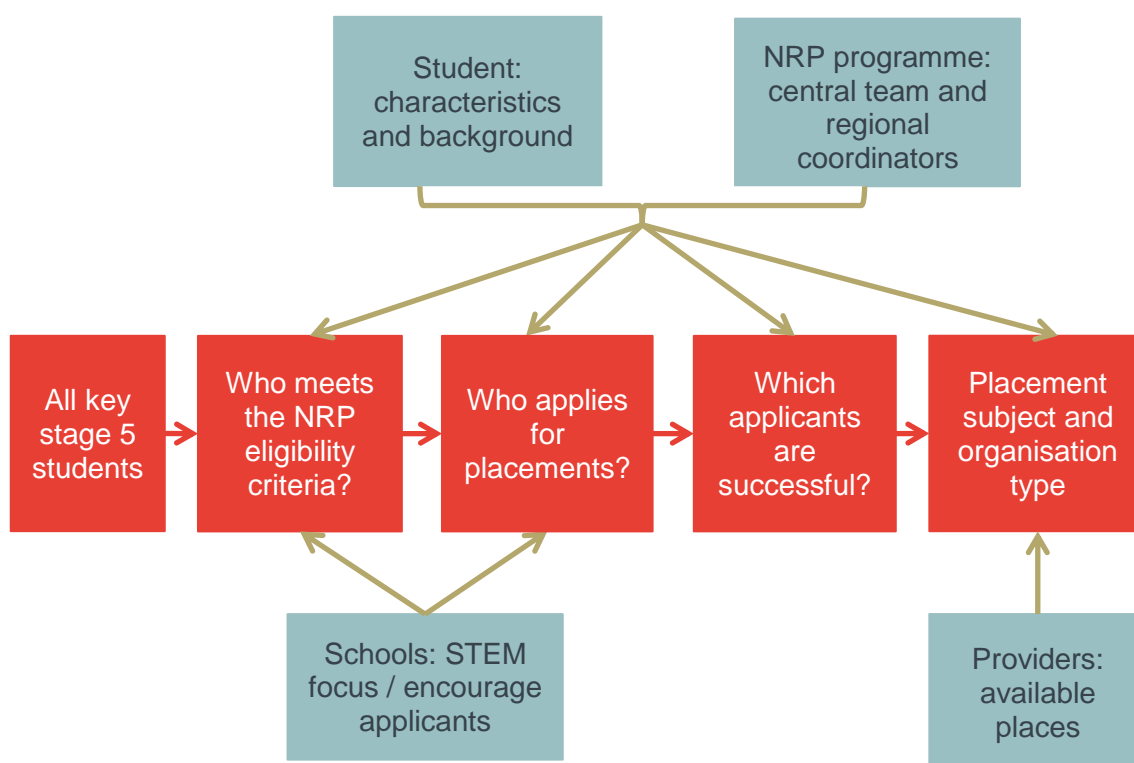 Student:
characteristics
and background
NRP programme:
central team and
regional
coordinators
All key
stage 5
students
Who meets
the NRP
eligibility
criteria?
Who applies
for
placements?
Which
applicants
are
successful?
Placement
subject and
organisation
type
Schools: STEM
focus / encourage
applicants
Providers:
available
places